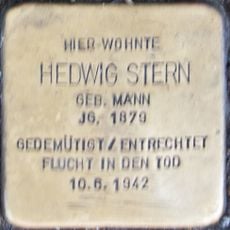 HIER WOHNTE
HEDWIG STERN
GEB. MANN
JG. 1879
GEDEMÜTIGT / ENTRECHTET
FLUCHT IN DEN TOD
10.6.1942